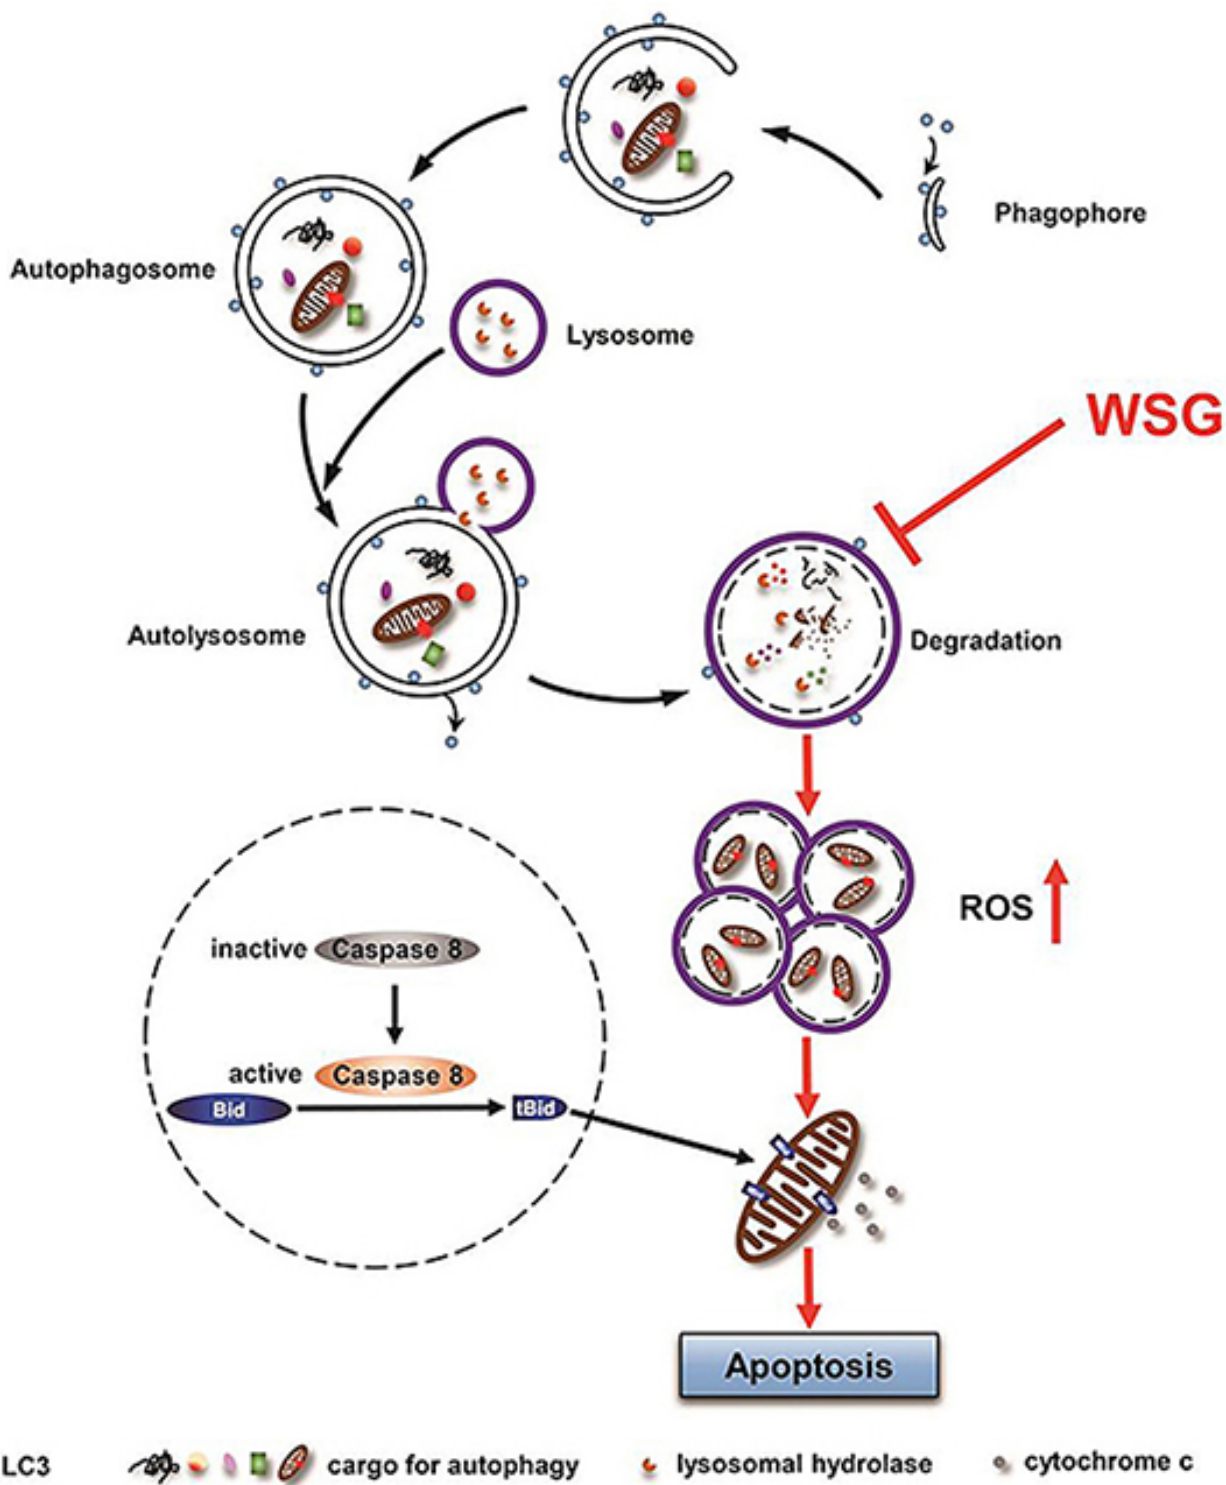 Phagophore
Autophagosome
Lysosome
WSG
Autolysosome
Degradation
ROS
inactive Caspase 8
active Caspase 8
Bid
tBid
Apoptosis
LC3 cargo for autophagy lysosomal hydrolase cytochrome c